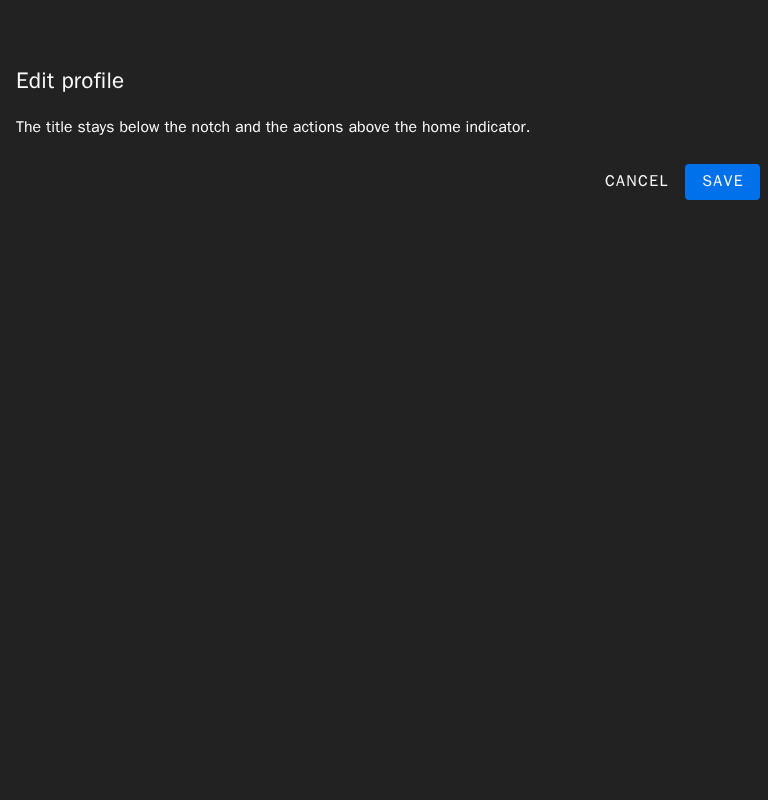 Edit profile
The title stays below the notch and the actions above the home indicator.
CANCEL SAVE